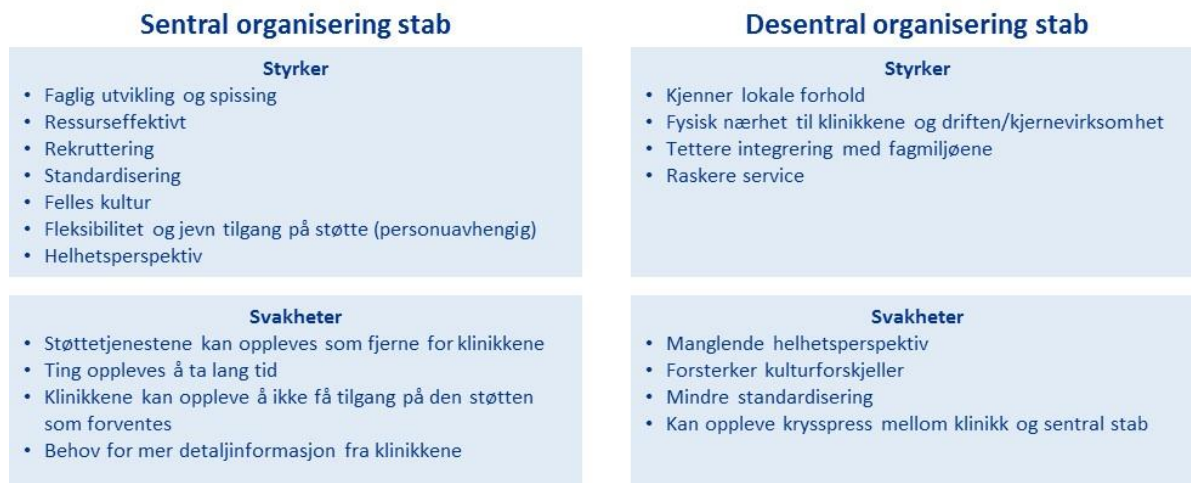 Sentral organisering stab
Styrker
• Faglig utvikling og spissing
• Ressurseffektivt
• Rekruttering
• Standardisering
• Felles kultur
• Fleksibilitet og jevn tilgang på støtte (personuavhengig)
• Helhetsperspektiv
Svakheter
• Støttetjenestene kan oppleves som fjerne for klinikkene
• Ting oppleves å ta lang tid
• Klinikkene kan oppleve å ikke få tilgang på den støtten
som forventes
• Behov for mer detaljinformasjon fra klinikkene
Desentral organisering stab
Styrker
• Kjenner lokale forhold
• Fysisk nærhet til klinikkene og driften/kjernevirksomhet
• Tettere integrering med fagmiljøene
• Raskere service
Svakheter
• Manglende helhetsperspektiv
• Forsterker kulturforskjeller
• Mindre standardisering
• Kan oppleve krysspress mellom klinikk og sentral stab